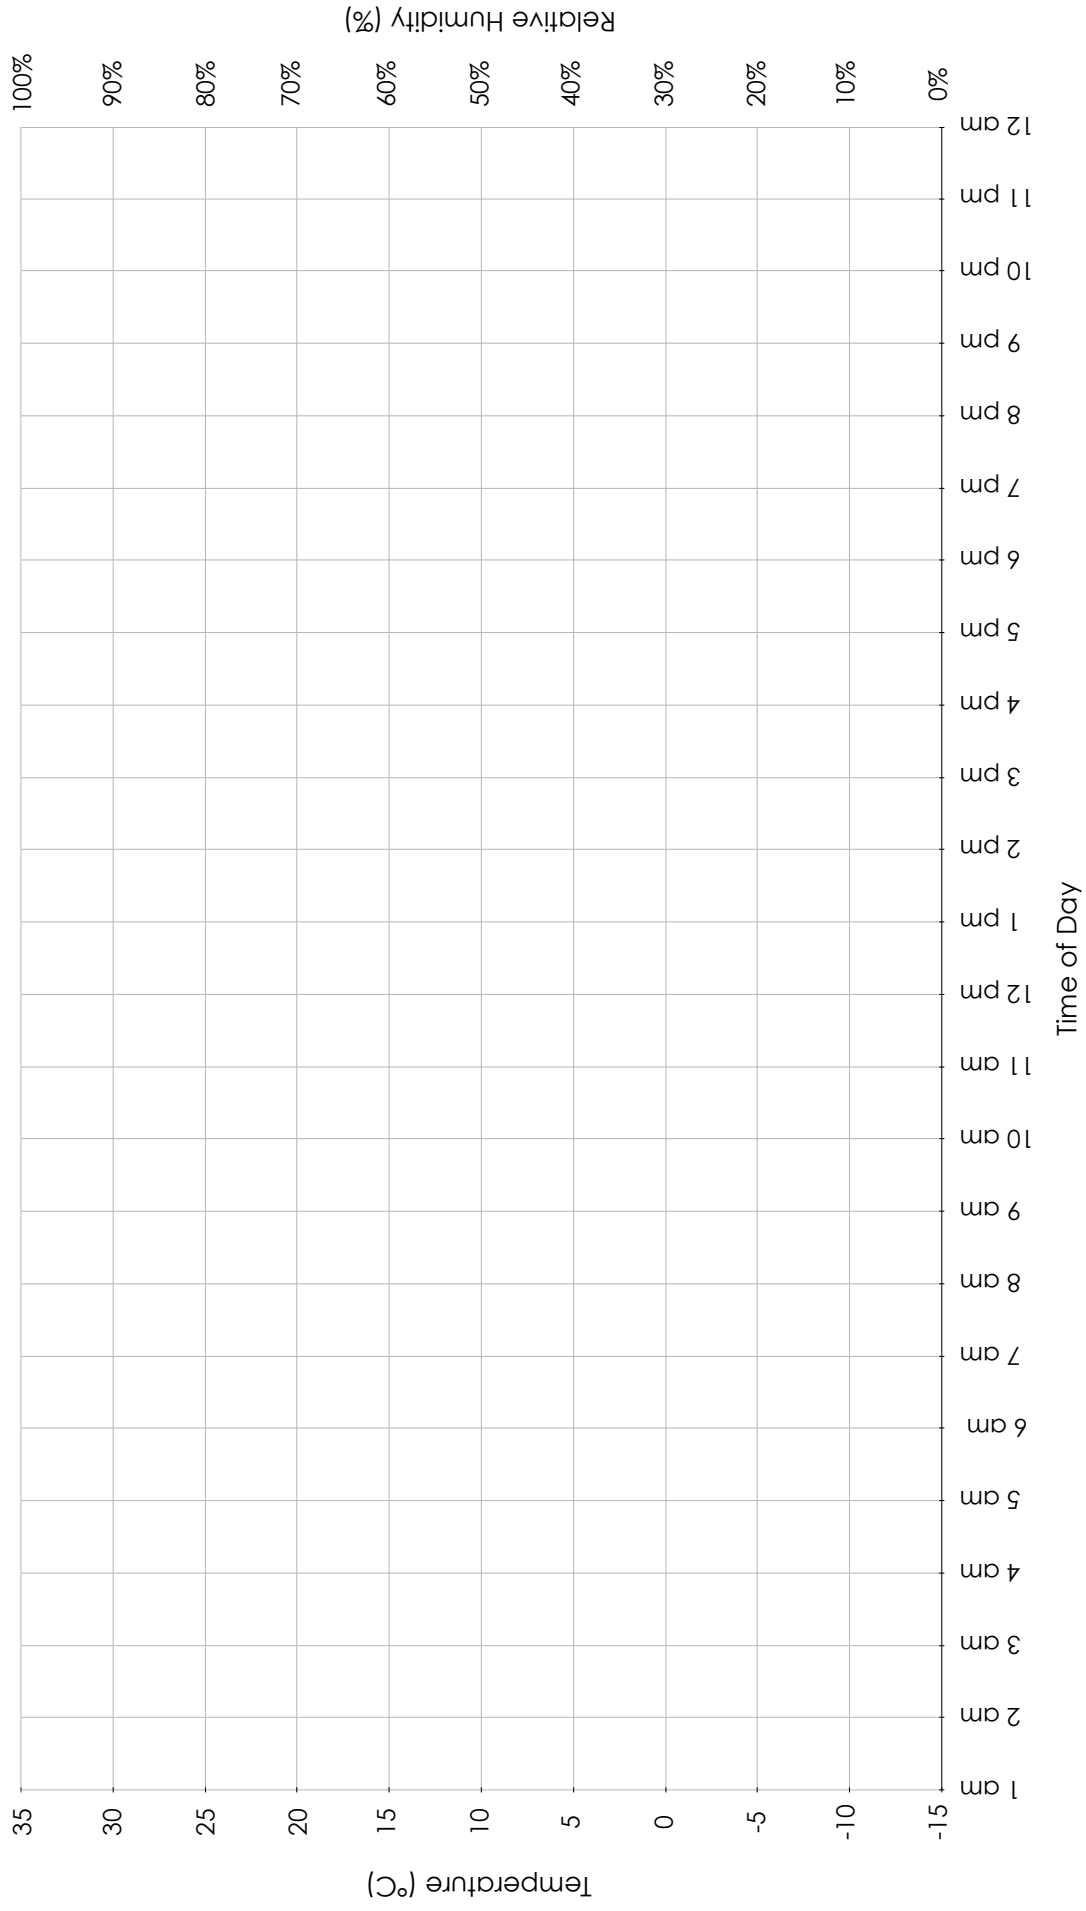 Temperature (°C)
35
30
25
20
15
10
5
0
-5
-10
-15
1 am
2 am
3 am
4 am
5 am
6 am
7 am
8 am
9 am
10 am
11 am
12 pm
1 pm
2 pm
3 pm
4 pm
5 pm
6 pm
7 pm
8 pm
9 pm
10 pm
11 pm
12 am
Time of Day
100%
90%
80%
70%
60%
50%
40%
30%
20%
10%
0%
Relative Humidity (%)